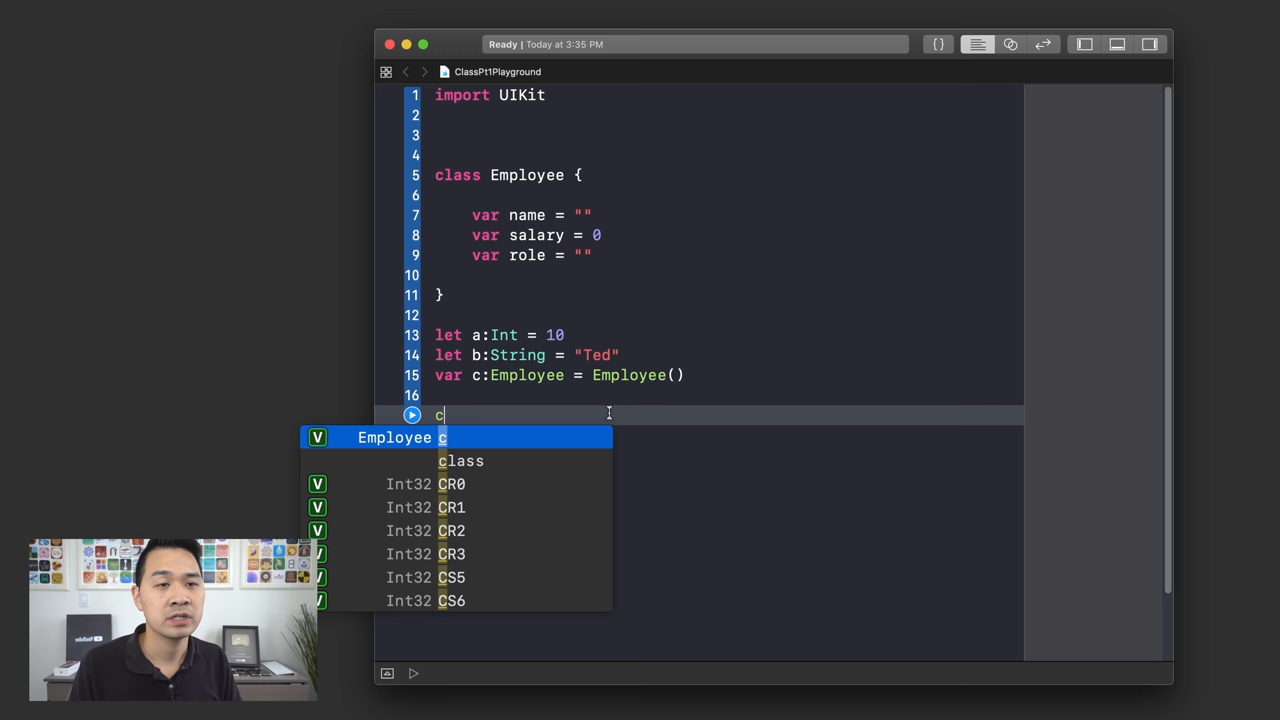 Ready | Today at 3:35 PM
{}
ClassPt1Playground
1 import UIKit
2
3
4
5 class Employee {
6
7 var name = ""
8 var salary = 0
9 var role = ""
10
11 }
12
13 let a:Int = 10
14 let b:String = "Ted"
15 var c:Employee = Employee()
16
c
V Employee c
class
V Int32 CR0
V Int32 CR1
V Int32 CR2
V Int32 CR3
V Int32 CS5
V Int32 CS6